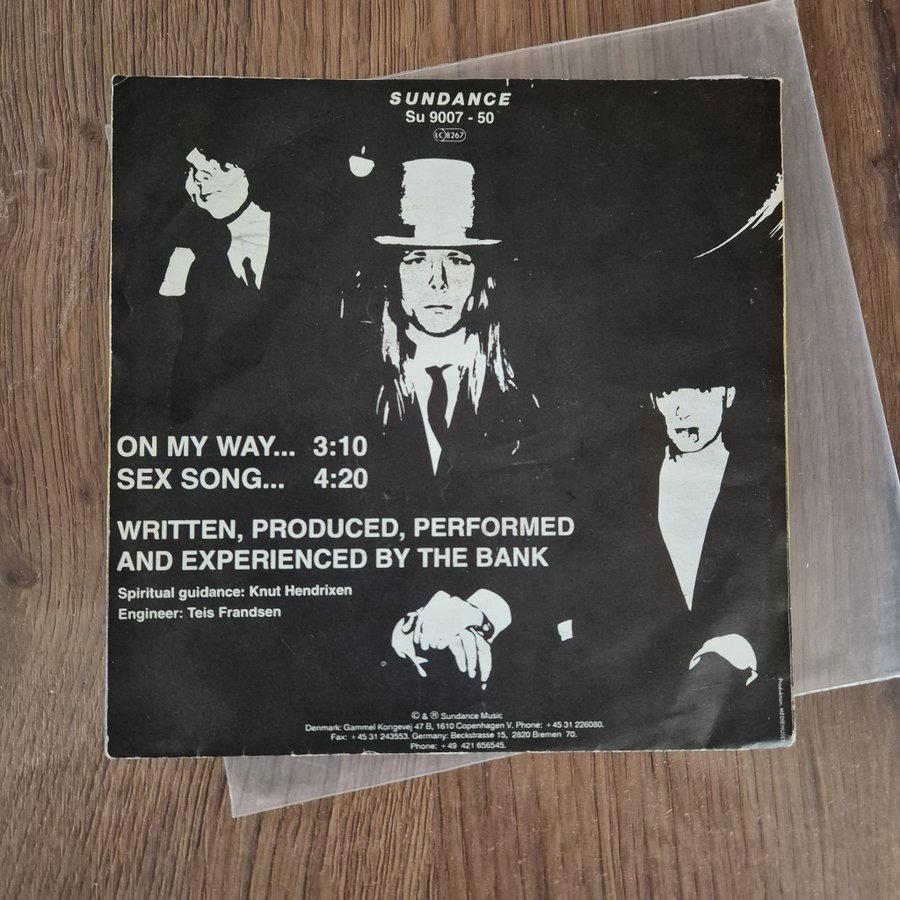 SUNDANCE
Su 9007 - 50
LC 8267
ON MY WAY... 3:10
SEX SONG... 4:20
WRITTEN, PRODUCED, PERFORMED
AND EXPERIENCED BY THE BANK
Spiritual guidance: Knut Hendrixen
Engineer: Teis Frandsen
© & ℗ Sundance Music
Denmark: Gammel Kongevej 47 B, 1610 Copenhagen V. Phone: +45 31 226080.
Fax: +45 31 243553. Germany: Beckstrasse 15, 2820 Bremen 70.
Phone: +49 421 656545.